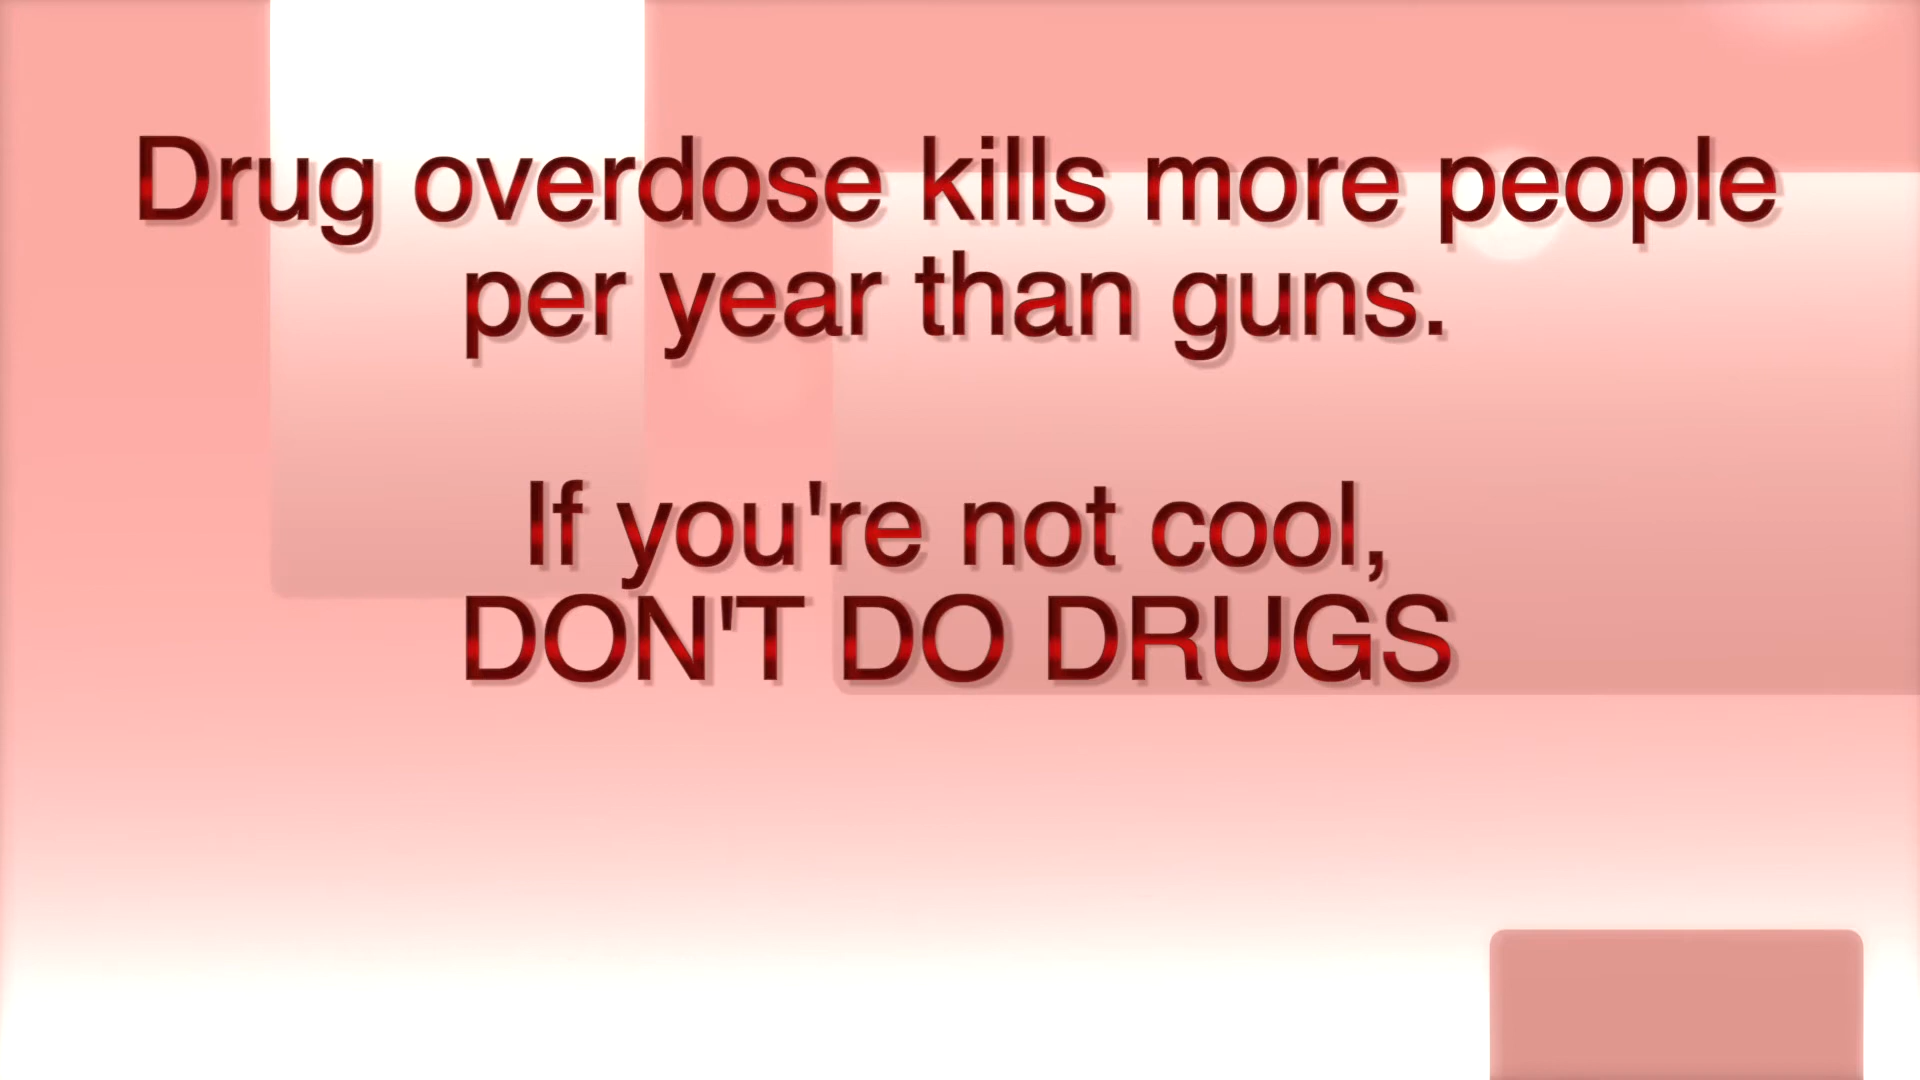 Drug overdose kills more people
per year than guns.
If you're not cool,
DON'T DO DRUGS